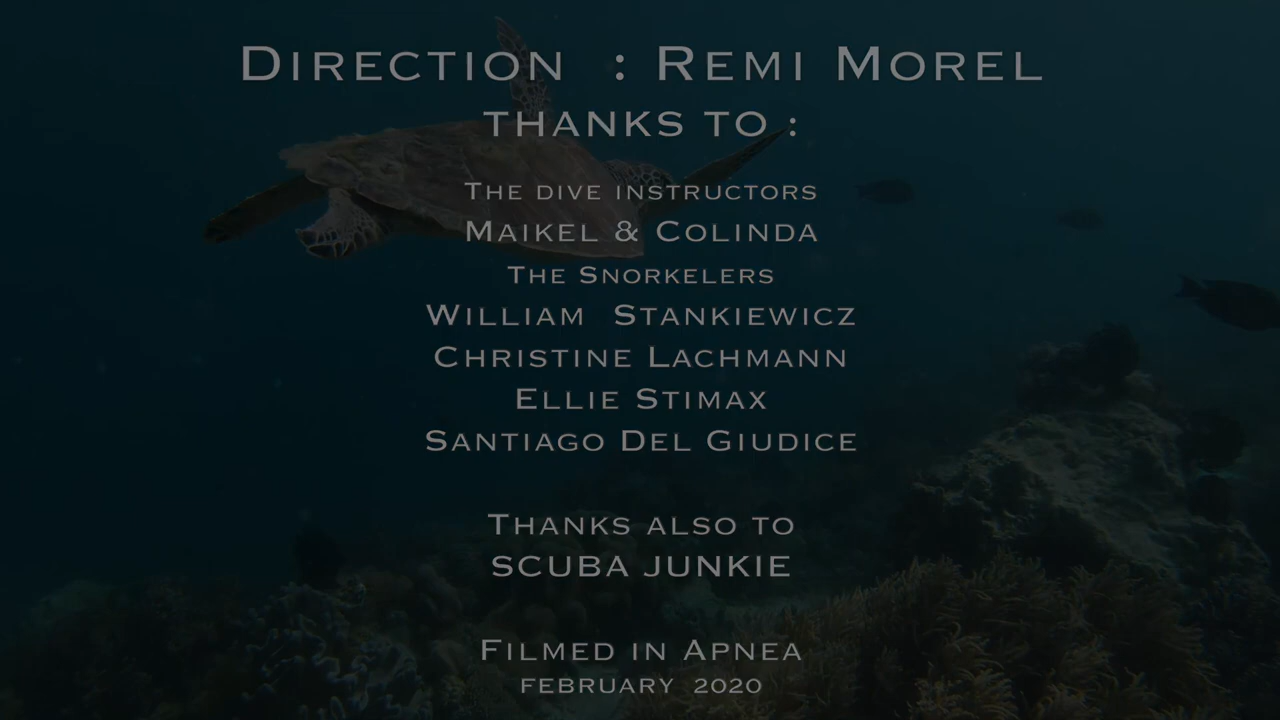 Direction : Remi Morel
THANKS TO :
The dive instructors
Maikel & Colinda
The Snorkelers
William Stankiewicz
Christine Lachmann
Ellie Stimax
Santiago Del Giudice
Thanks also to
SCUBA JUNKIE
Filmed in Apnea
FEBRUARY 2020